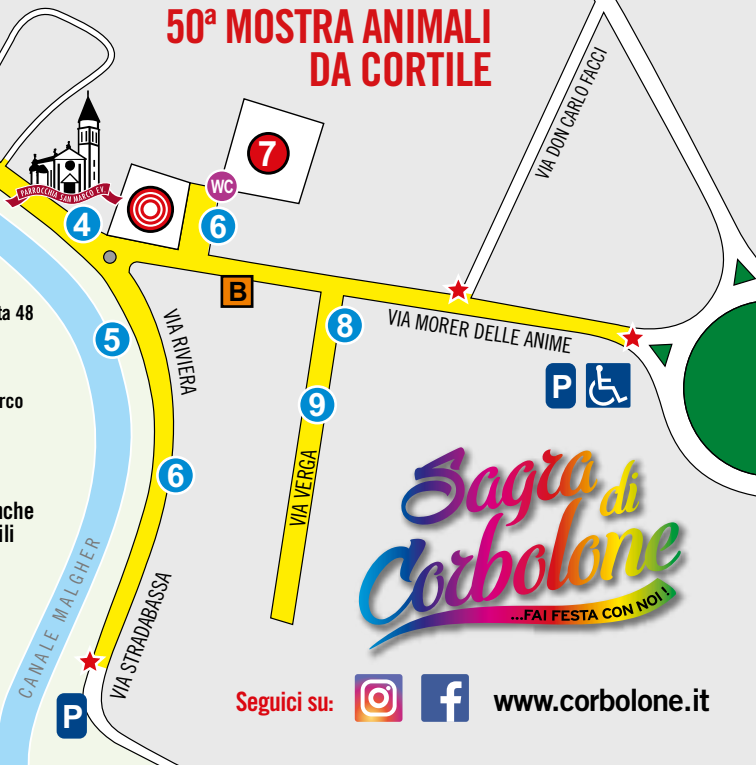 50ª MOSTRA ANIMALI
DA CORTILE
VIA DON CARLO FACCI
7
PARROCCHIA SAN MARCO EV.
WC
4
6
B
ta 48
5
VIA RIVIERA
8
VIA MORER DELLE ANIME
rco
9
P
6
VIA VERGA
Sagra di
Corbolone
...FAI FESTA CON NOI !
nche
ili
CANALE MALGHER
VIA STRADABASSA
P
Seguici su:
www.corbolone.it